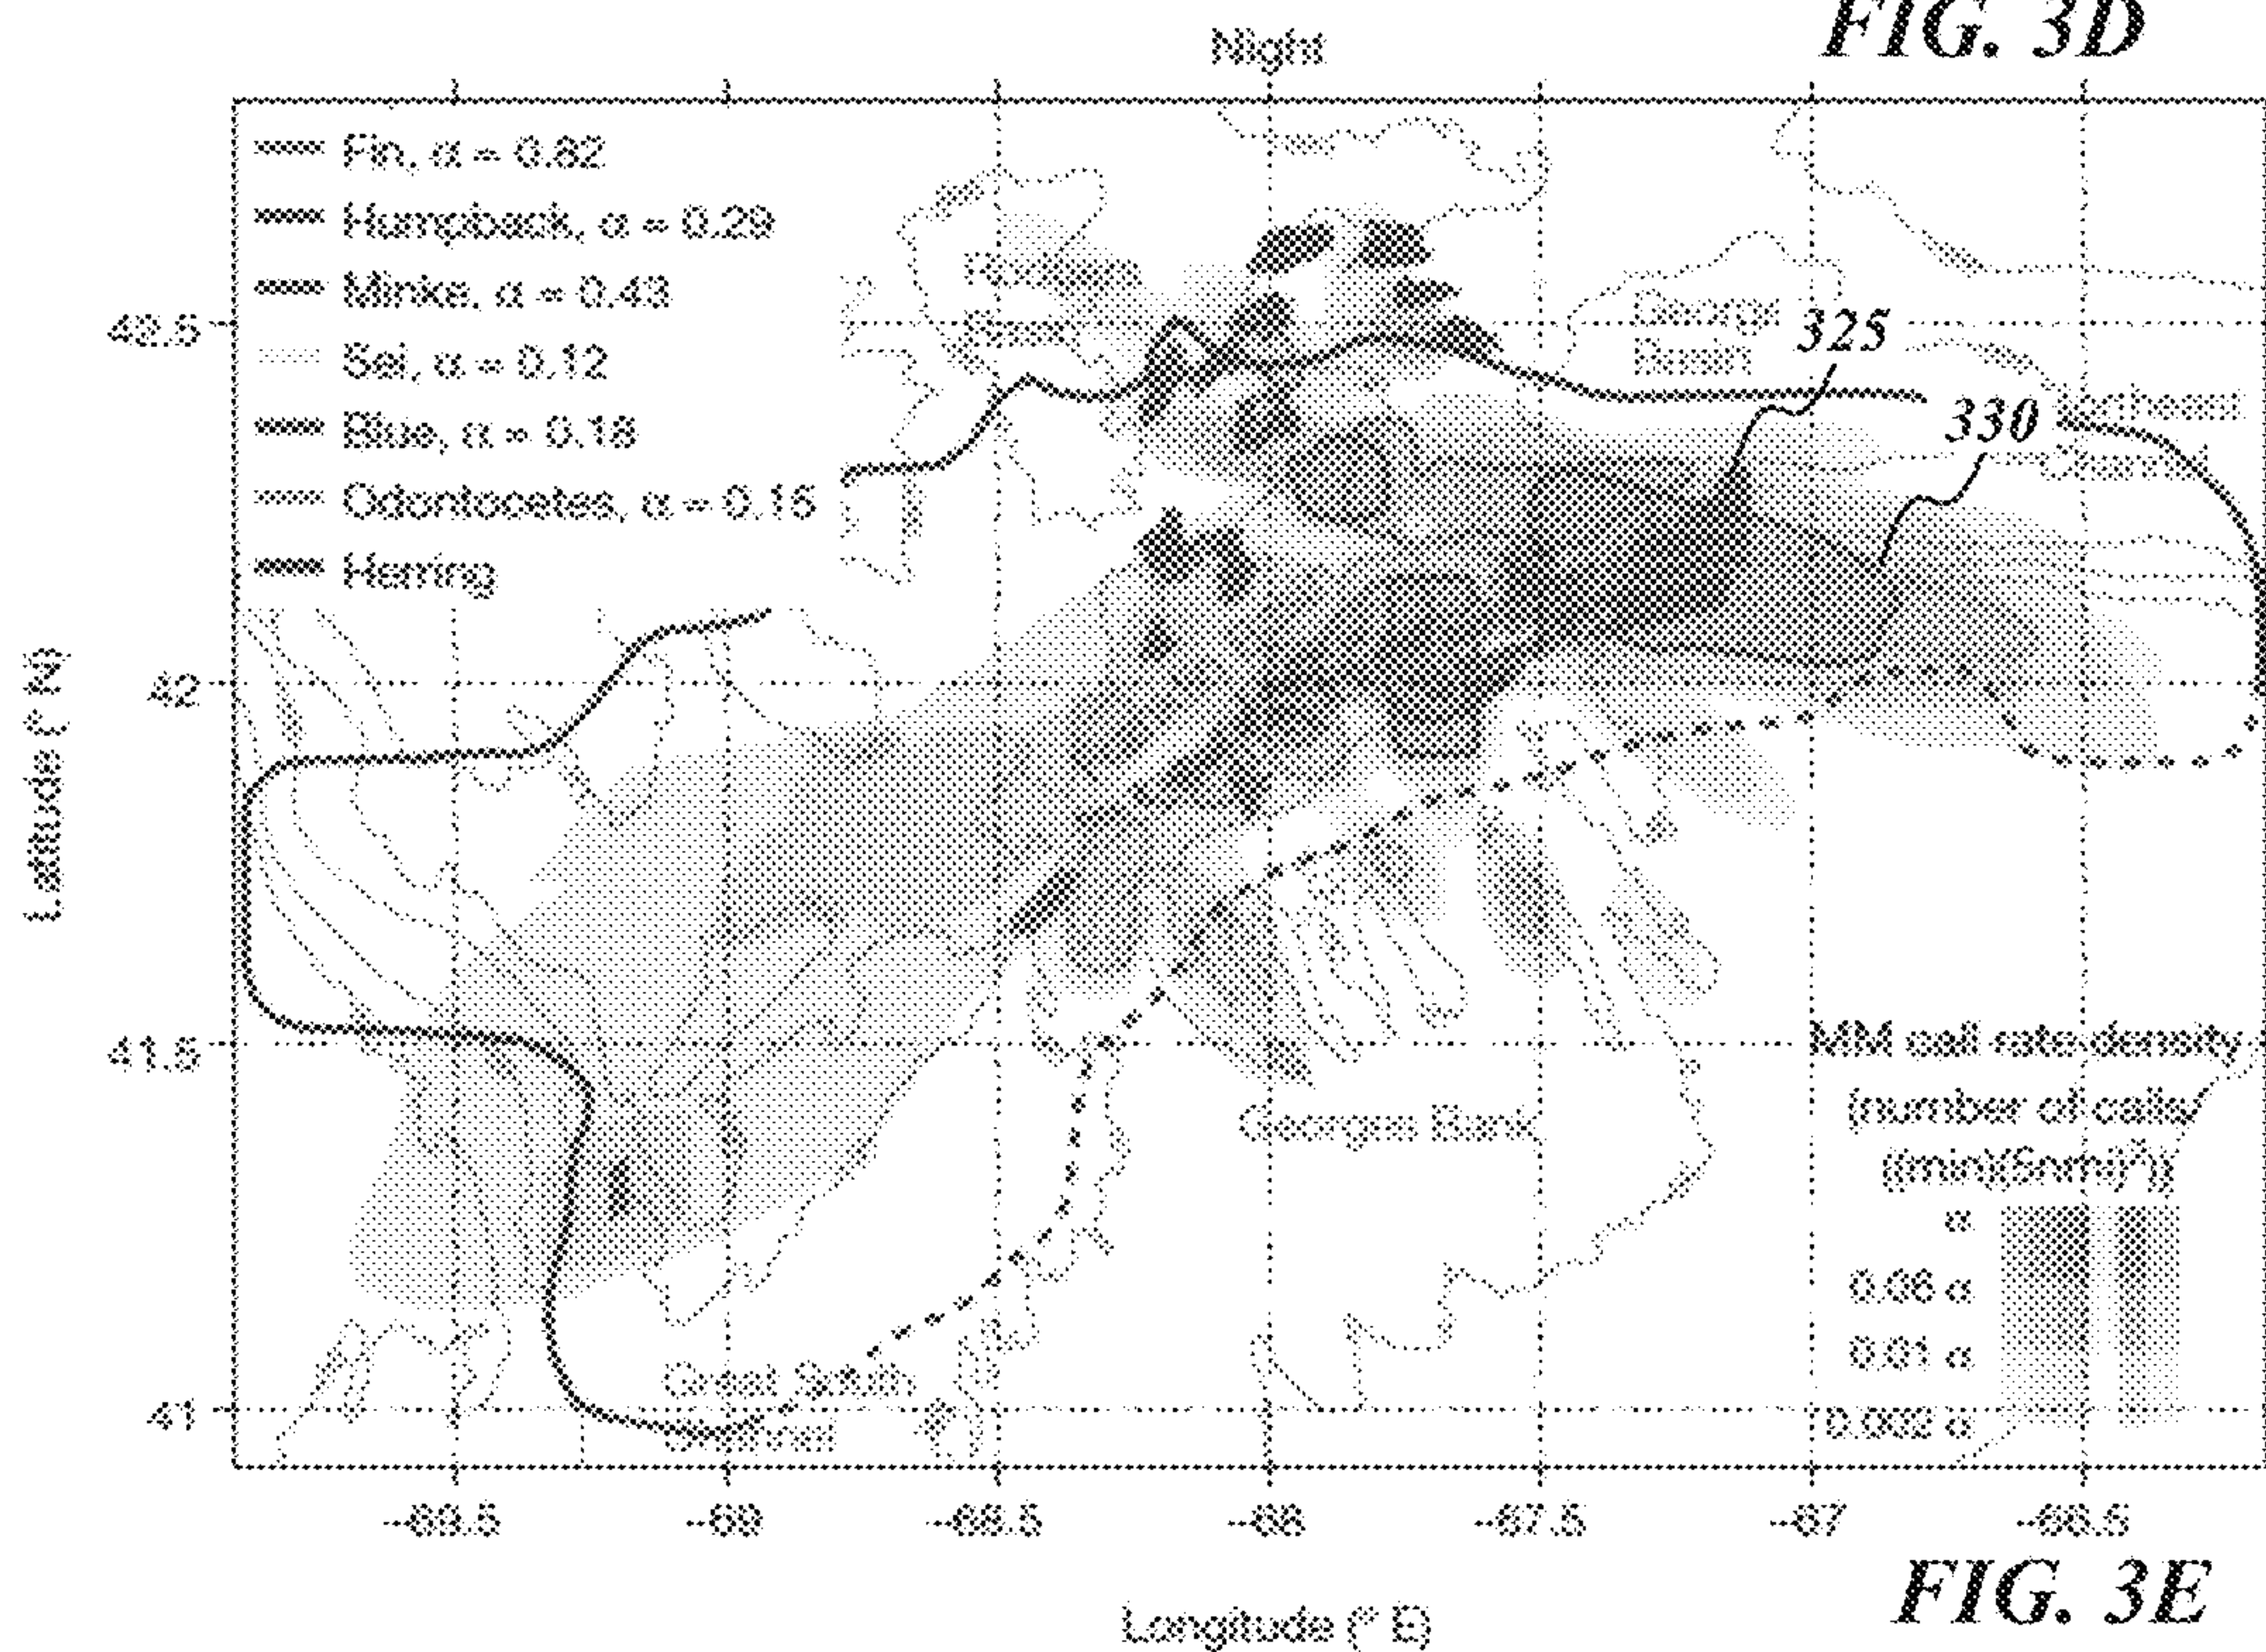 FIG. 3D
Night
Fin, α = 0.82
Humpback, α = 0.29
Minke, α = 0.43
Sei, α = 0.12
Blue, α = 0.18
Odontocetes, α = 0.15
Herring
Basin
George
Basin
325
330
Northeast
Channel
42.5
42
41.5
41
Latitude (° N)
Georges Bank
Great South
Channel
MM call rate density
(number of calls/
((min)(5nmi)²))
α
0.06 α
0.01 α
0.002 α
-69.5
-69
-68.5
-68
-67.5
-67
-66.5
Longitude (° E)
FIG. 3E